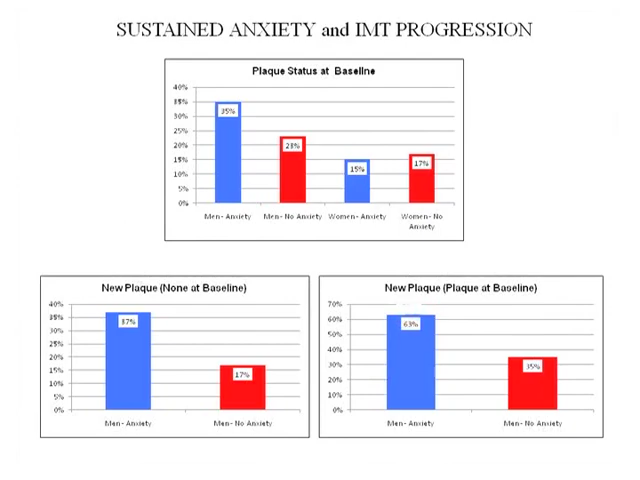 SUSTAINED ANXIETY and IMT PROGRESSION
Plaque Status at Baseline
40%
35%
30%
25%
20%
15%
10%
5%
0%
35%
23%
15%
17%
Men- Anxiety
Men- No Anxiety
Women- Anxiety
Women- No
Anxiety
New Plaque (None at Baseline)
40%
35%
30%
25%
20%
15%
10%
5%
0%
37%
17%
Men- Anxiety
Men- No Anxiety
New Plaque (Plaque at Baseline)
70%
60%
50%
40%
30%
20%
10%
0%
63%
35%
Men- Anxiety
Men- No Anxiety